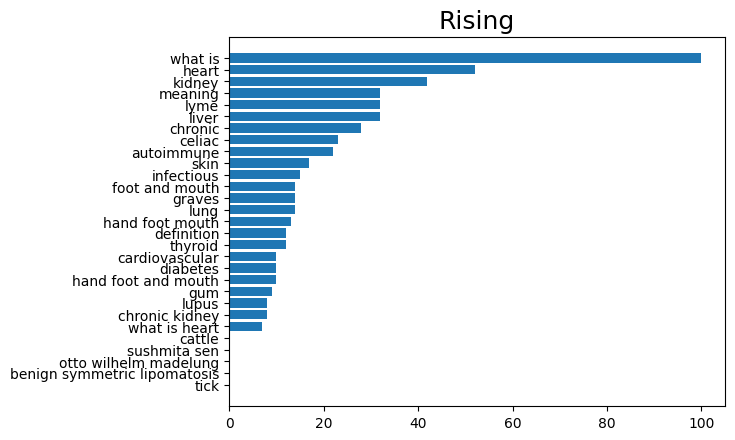 Rising
what is
heart
kidney
meaning
lyme
liver
chronic
celiac
autoimmune
skin
infectious
foot and mouth
graves
lung
hand foot mouth
definition
thyroid
cardiovascular
diabetes
hand foot and mouth
gum
lupus
chronic kidney
what is heart
cattle
sushmita sen
otto wilhelm madelung
benign symmetric lipomatosis
tick
0 20 40 60 80 100